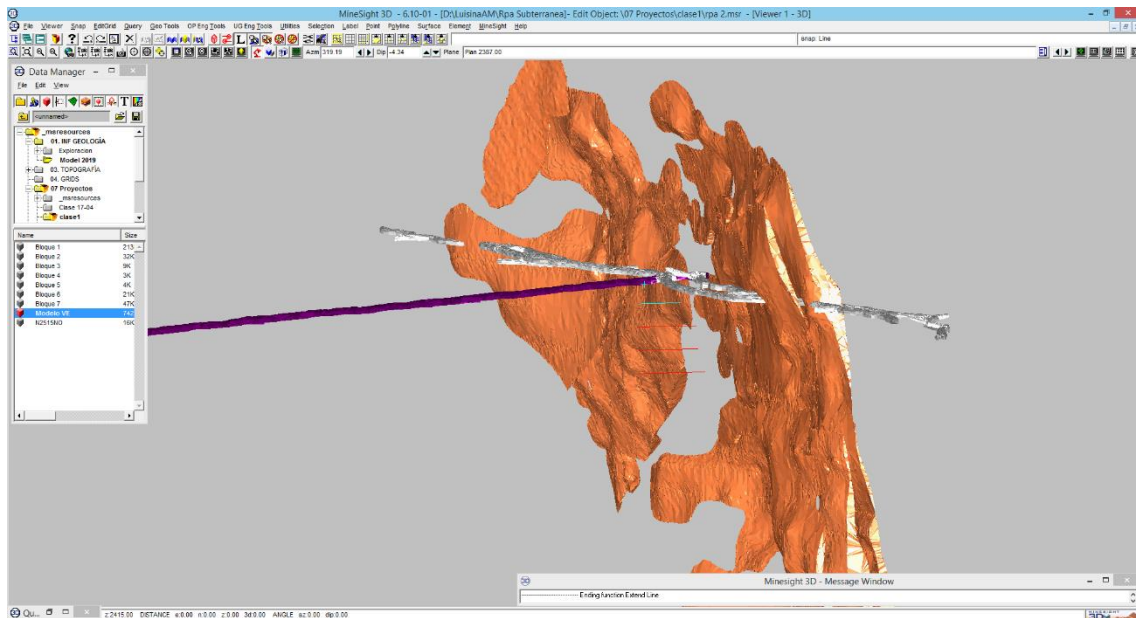 MineSight 3D - 6.10-01 - [D:\LuisinaAM\Rpa Subterranea]- Edit Object: \07 Proyectos\clase1\rpa 2.msr - [Viewer 1 - 3D]
File Viewer Snap EditGrid Query Geo Tools OP Eng Tools UG Eng Tools Utilities Selection Label Point Polyline Surface Element MineSight Help
snap: Line
Azim 319.19 Dip -4.34 Plane Plan 2387.00
Data Manager
File Edit View
<unnamed>
_msresources
01. INF GEOLOGÍA
Exploracion
Model 2019
03. TOPOGRAFÍA
04. GRIDS
07 Proyectos
_msresources
Clase 17-04
clase1
Name Size
Bloque 1 213
Bloque 2 32K
Bloque 3 9K
Bloque 4 3K
Bloque 5 4K
Bloque 6 21K
Bloque 7 47K
Modelo VE 742
N2515NO 16K
Minesight 3D - Message Window
Ending function Extend Line
Qu...
z:2415.00 DISTANCE e:0.00 n:0.00 z:0.00 3d:0.00 ANGLE az:0.00 dip:0.00